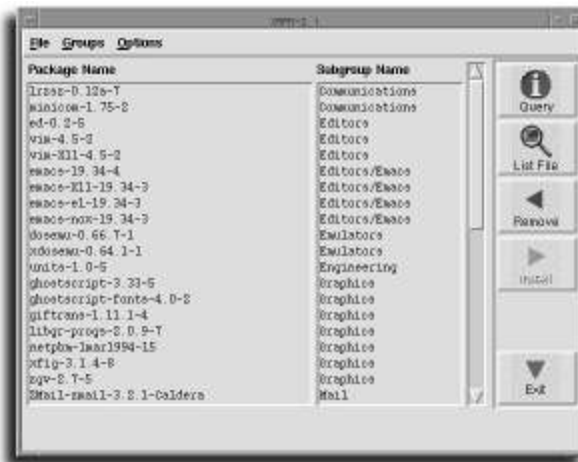 XRPM-2.1
File Groups Options
Package Name Subgroup Name
lrzsz-0.12a-7 Communications
minicom-1.75-2 Communications
ed-0.2-5 Editors
vim-4.5-2 Editors
vim-X11-4.5-2 Editors
emacs-19.34-4 Editors/Emacs
emacs-X11-19.34-3 Editors/Emacs
emacs-el-19.34-3 Editors/Emacs
emacs-nox-19.34-3 Editors/Emacs
dosemu-0.66.7-1 Emulators
xdosemu-0.64.1-1 Emulators
units-1.0-5 Engineering
ghostscript-3.33-5 Graphics
ghostscript-fonts-4.0-2 Graphics
giftrans-1.11.1-4 Graphics
libgr-progs-2.0.9-7 Graphics
netpbm-1mar1994-15 Graphics
xfig-3.1.4-8 Graphics
zgv-2.7-5 Graphics
ZMail-zmail-3.2.1-Caldera Mail
Query
List File
Remove
Install
Exit